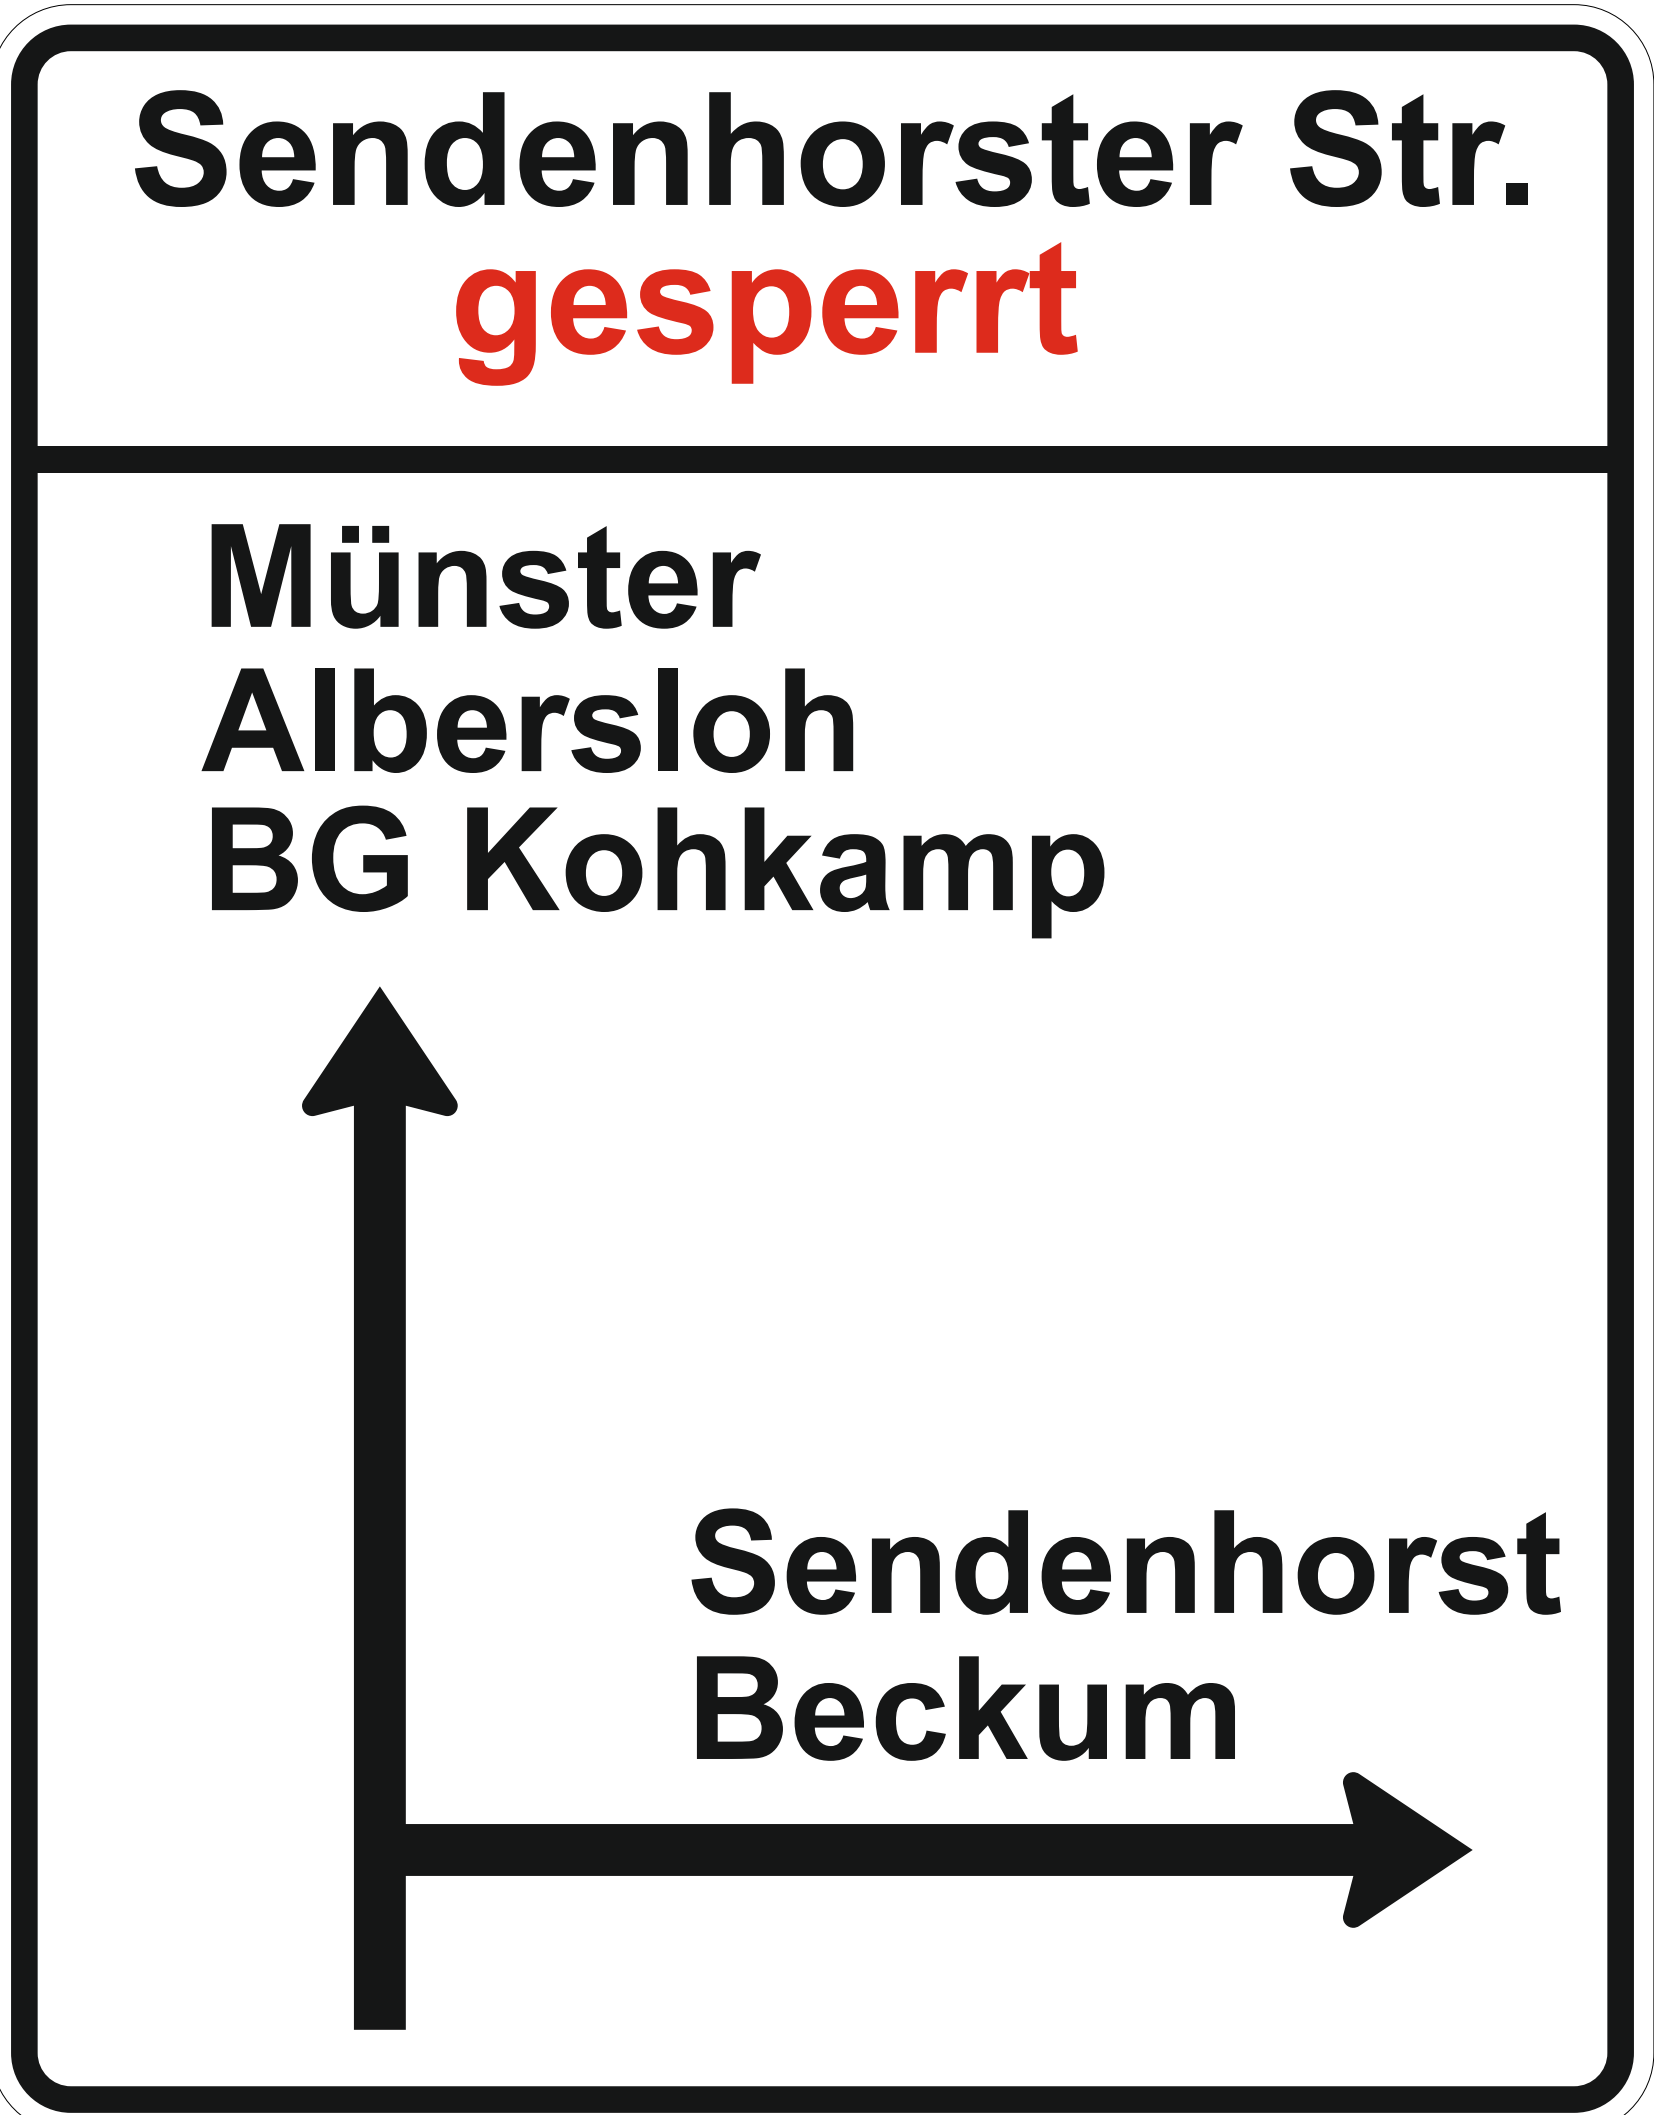 Sendenhorster Str.
gesperrt
Münster
Albersloh
BG Kohkamp
Sendenhorst
Beckum